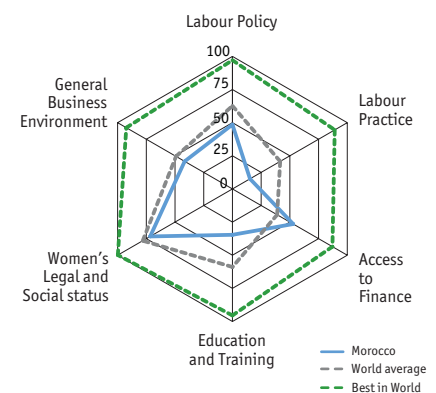 Labour Policy
100
75
50
25
0
General
Business
Environment
Labour
Practice
Women's
Legal and
Social status
Access
to
Finance
Education
and Training
Morocco
World average
Best in World